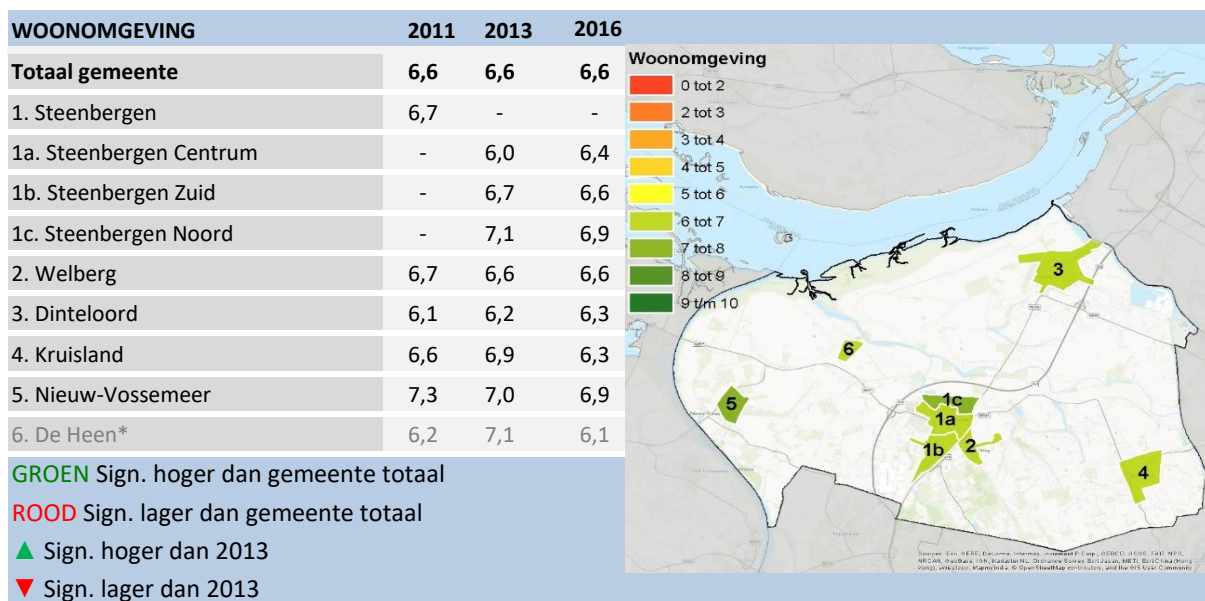 WOONOMGEVING 2011 2013 2016
Totaal gemeente 6,6 6,6 6,6
1. Steenbergen 6,7 - -
1a. Steenbergen Centrum - 6,0 6,4
1b. Steenbergen Zuid - 6,7 6,6
1c. Steenbergen Noord - 7,1 6,9
2. Welberg 6,7 6,6 6,6
3. Dinteloord 6,1 6,2 6,3
4. Kruisland 6,6 6,9 6,3
5. Nieuw-Vossemeer 7,3 7,0 6,9
6. De Heen* 6,2 7,1 6,1
GROEN Sign. hoger dan gemeente totaal
ROOD Sign. lager dan gemeente totaal
▲ Sign. hoger dan 2013
▼ Sign. lager dan 2013
Woonomgeving
0 tot 2
2 tot 3
3 tot 4
4 tot 5
5 tot 6
6 tot 7
7 tot 8
8 tot 9
9 t/m 10
3
6
5
1c
1a
1b 2
4